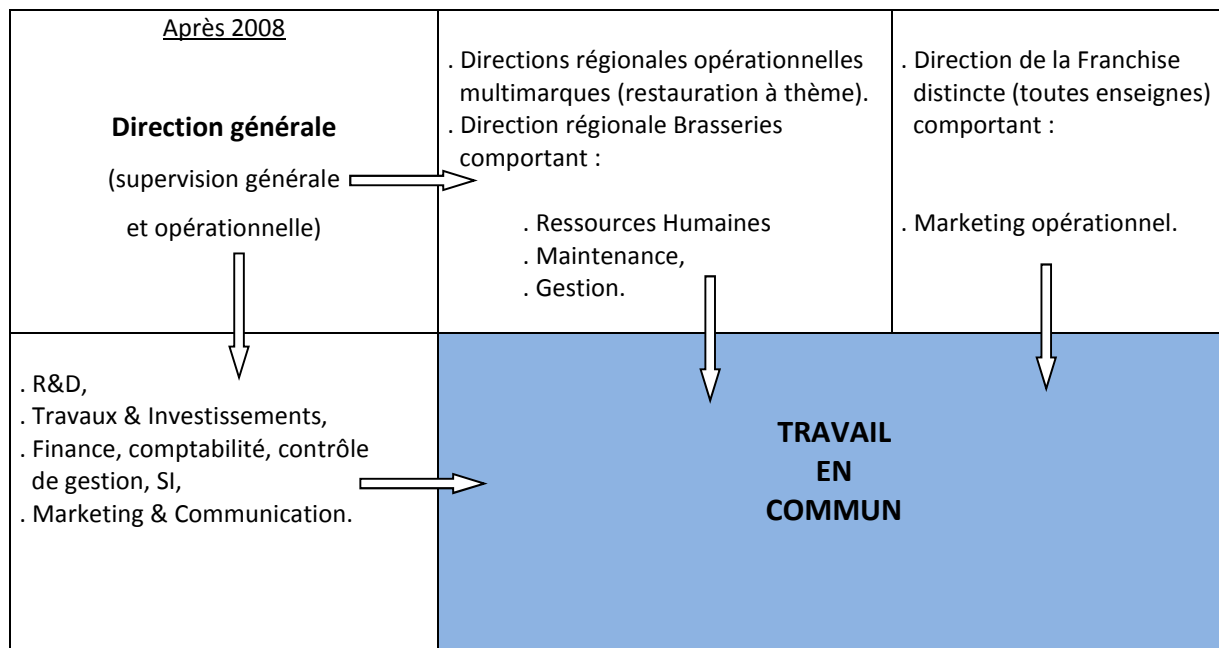 Après 2008
Direction générale
(supervision générale
et opérationnelle)
. Directions régionales opérationnelles
multimarques (restauration à thème).
. Direction régionale Brasseries
comportant :
. Ressources Humaines
. Maintenance,
. Gestion.
. Direction de la Franchise
distincte (toutes enseignes)
comportant :
. Marketing opérationnel.
. R&D,
. Travaux & Investissements,
. Finance, comptabilité, contrôle
de gestion, SI,
. Marketing & Communication.
TRAVAIL
EN
COMMUN